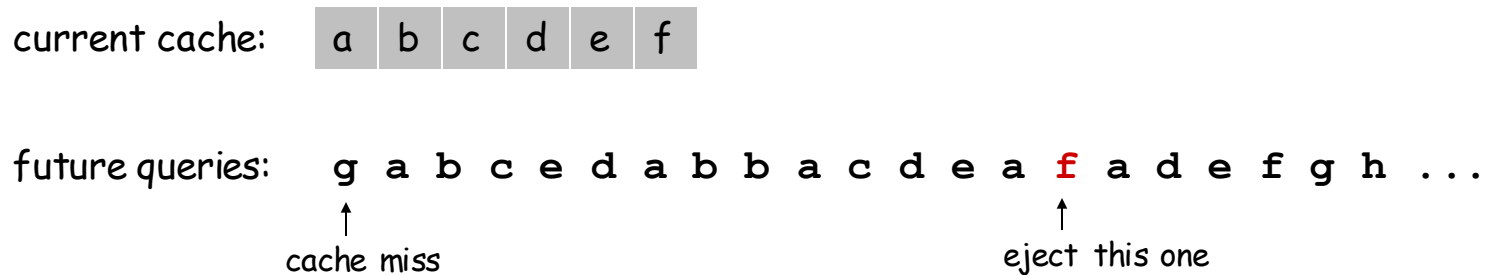 current cache: a b c d e f
future queries: g a b c e d a b b a c d e a f a d e f g h ...
cache miss
eject this one